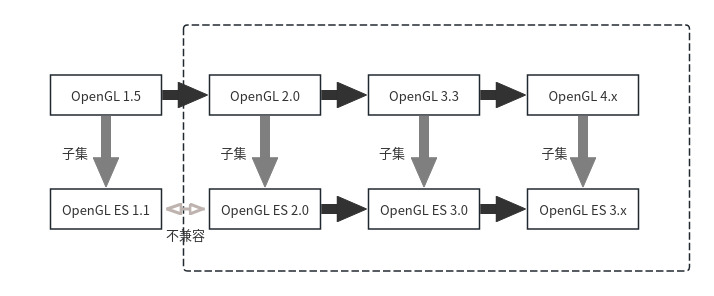 OpenGL 1.5
OpenGL 2.0
OpenGL 3.3
OpenGL 4.x
子集
子集
子集
子集
OpenGL ES 1.1
OpenGL ES 2.0
OpenGL ES 3.0
OpenGL ES 3.x
不兼容